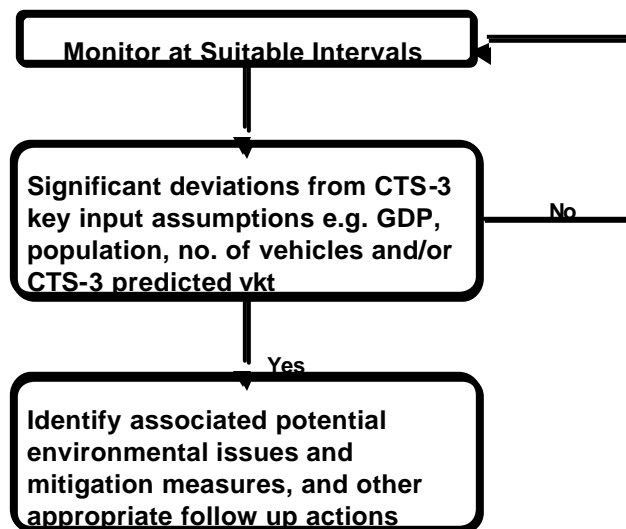 Monitor at Suitable Intervals
Significant deviations from CTS-3
key input assumptions e.g. GDP,
population, no. of vehicles and/or
CTS-3 predicted vkt
No
Yes
Identify associated potential
environmental issues and
mitigation measures, and other
appropriate follow up actions